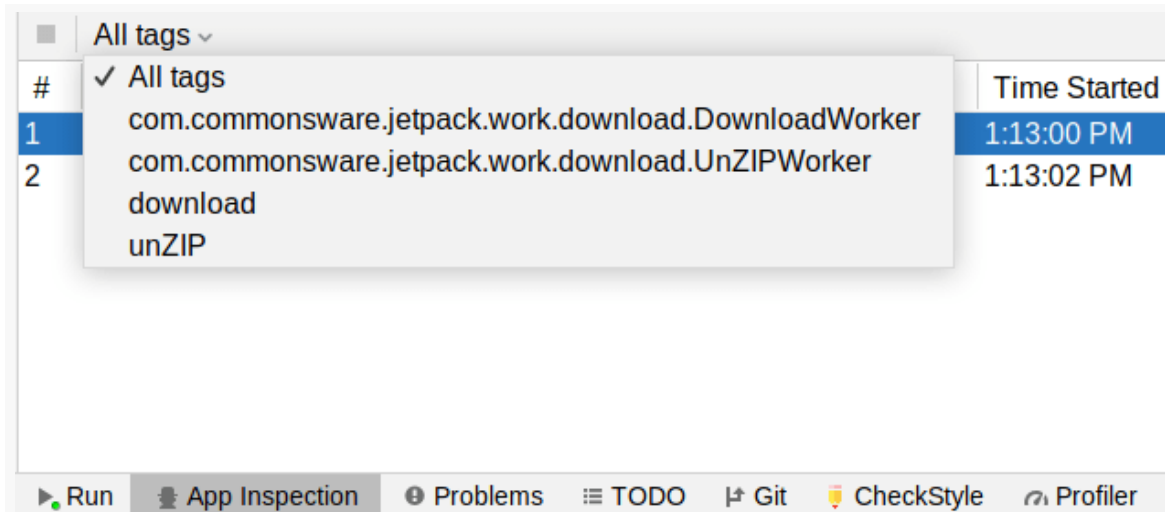 All tags
# Time Started
All tags
com.commonsware.jetpack.work.download.DownloadWorker
com.commonsware.jetpack.work.download.UnZIPWorker
download
unZIP
1 1:13:00 PM
2 1:13:02 PM
Run App Inspection Problems TODO Git CheckStyle Profiler